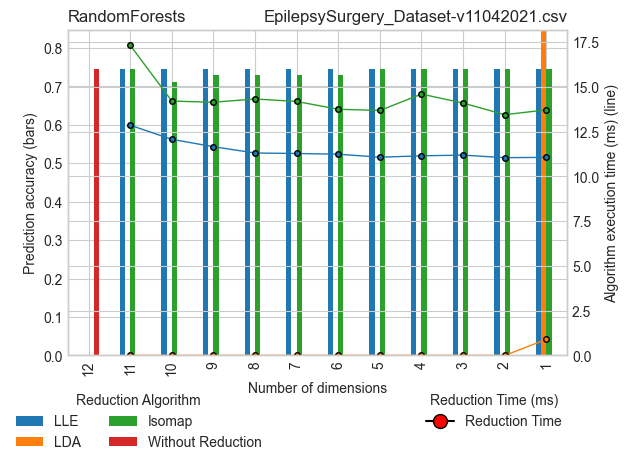 RandomForests EpilepsySurgery_Dataset-v11042021.csv
Prediction accuracy (bars)
0.8
0.7
0.6
0.5
0.4
0.3
0.2
0.1
0.0
17.5
15.0
12.5
10.0
7.5
5.0
2.5
0.0
Algorithm execution time (ms) (line)
12 11 10 9 8 7 6 5 4 3 2 1
Number of dimensions
Reduction Algorithm
LLE Isomap
LDA Without Reduction
Reduction Time (ms)
Reduction Time